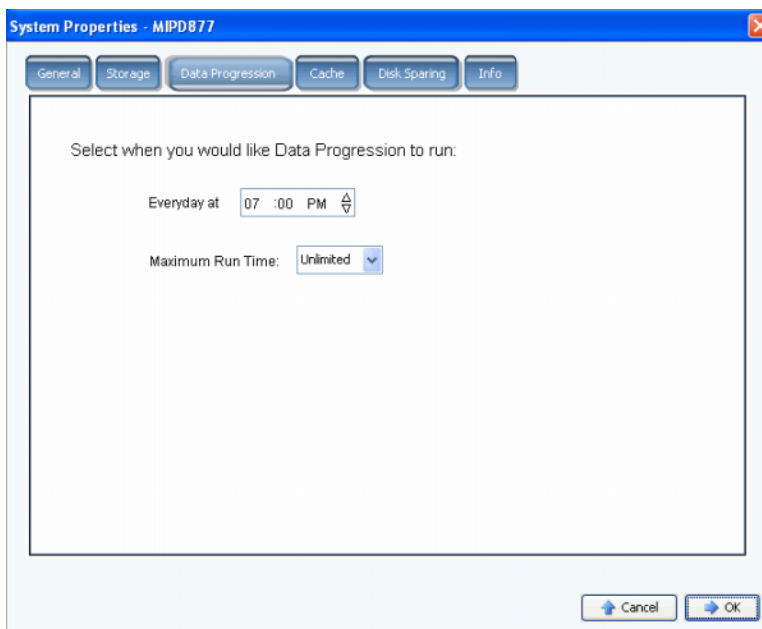 System Properties - MIPD877
General Storage Data Progression Cache Disk Sparing Info
Select when you would like Data Progression to run:
Everyday at 07 :00 PM
Maximum Run Time: Unlimited
Cancel OK